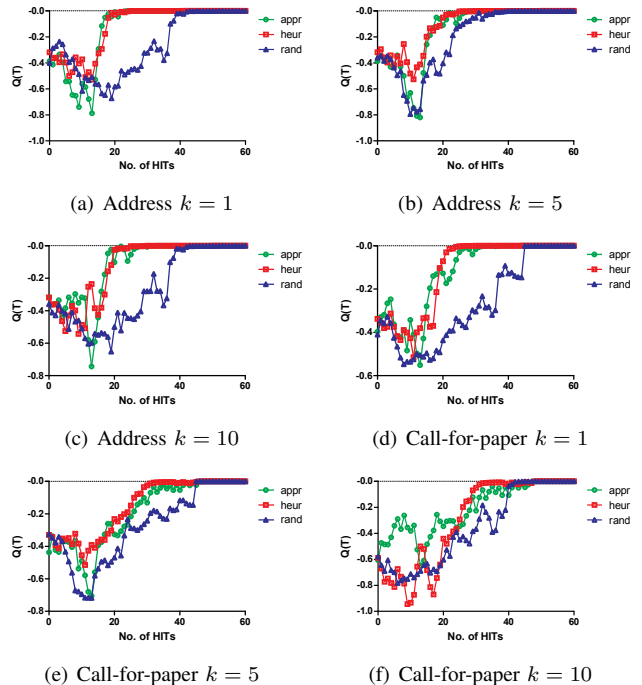 -0.0
-0.2
-0.4
-0.6
-0.8
-1.0
Q(T)
0 20 40 60
No. of HITs
appr
heur
rand
(a) Address k = 1
-0.0
-0.2
-0.4
-0.6
-0.8
-1.0
Q(T)
0 20 40 60
No. of HITs
appr
heur
rand
(b) Address k = 5
-0.0
-0.2
-0.4
-0.6
-0.8
Q(T)
0 20 40 60
No. of HITs
appr
heur
rand
(c) Address k = 10
-0.0
-0.2
-0.4
-0.6
Q(T)
0 20 40 60
No. of HITs
appr
heur
rand
(d) Call-for-paper k = 1
-0.0
-0.2
-0.4
-0.6
-0.8
Q(T)
0 20 40 60
No. of HITs
appr
heur
rand
(e) Call-for-paper k = 5
-0.0
-0.2
-0.4
-0.6
-0.8
-1.0
Q(T)
0 20 40 60
No. of HITs
appr
heur
rand
(f) Call-for-paper k = 10